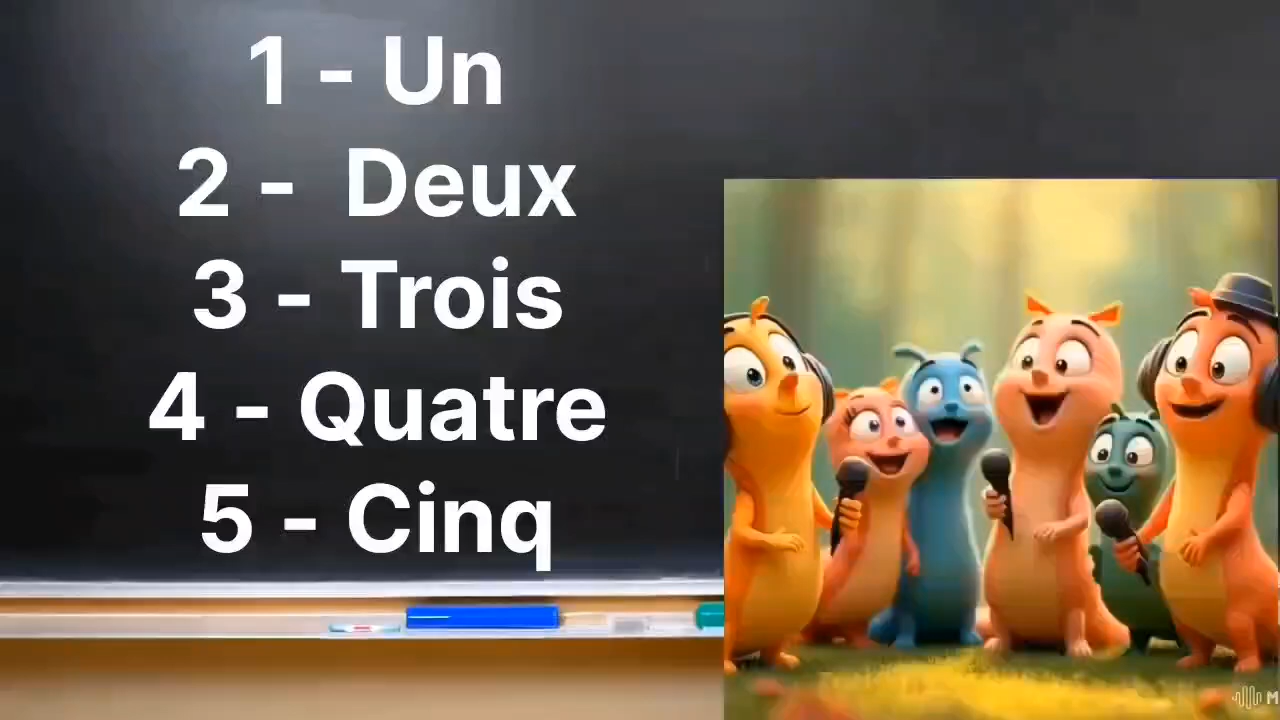 1 - Un
2 - Deux
3 - Trois
4 - Quatre
5 - Cinq
M